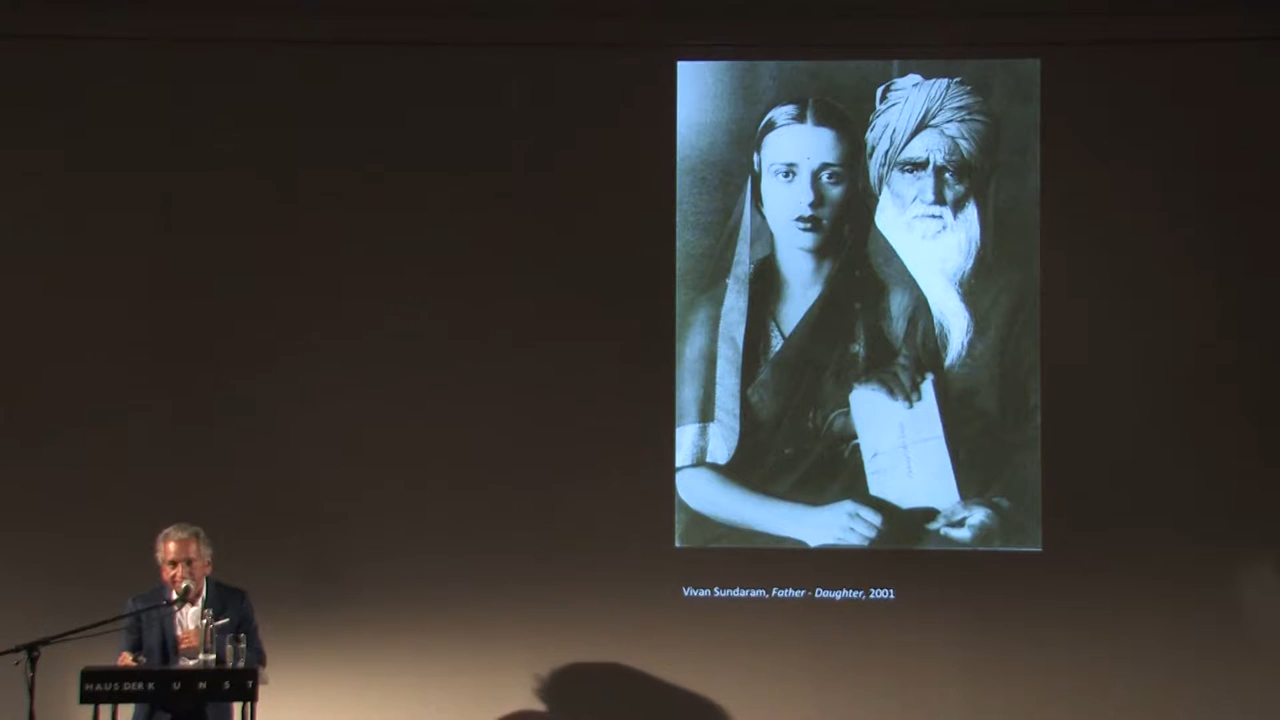 Vivan Sundaram, Father - Daughter, 2001
HAUS DER K U N S T